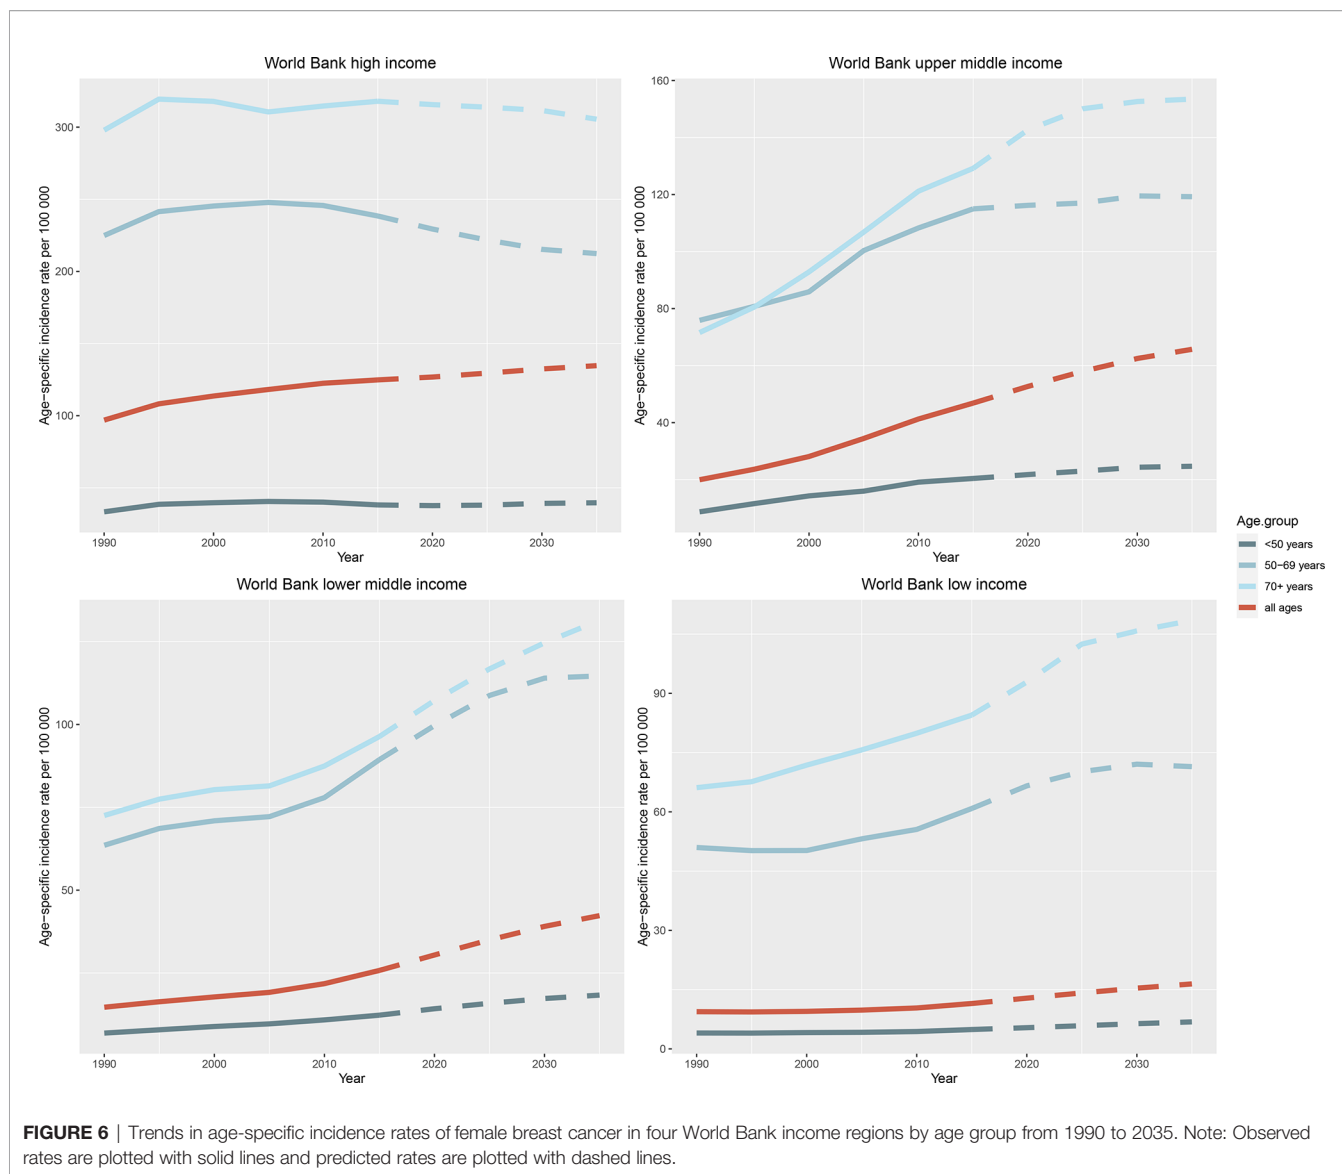 World Bank high income
World Bank upper middle income
Age−specific incidence rate per 100 000
300
200
100
1990
2000
2010
2020
2030
Year
Age−specific incidence rate per 100 000
160
120
80
40
1990
2000
2010
2020
2030
Year
World Bank lower middle income
World Bank low income
Age−specific incidence rate per 100 000
100
50
1990
2000
2010
2020
2030
Year
Age−specific incidence rate per 100 000
90
60
30
0
1990
2000
2010
2020
2030
Year
Age.group
<50 years
50−69 years
70+ years
all ages
FIGURE 6 | Trends in age-specific incidence rates of female breast cancer in four World Bank income regions by age group from 1990 to 2035. Note: Observed
rates are plotted with solid lines and predicted rates are plotted with dashed lines.